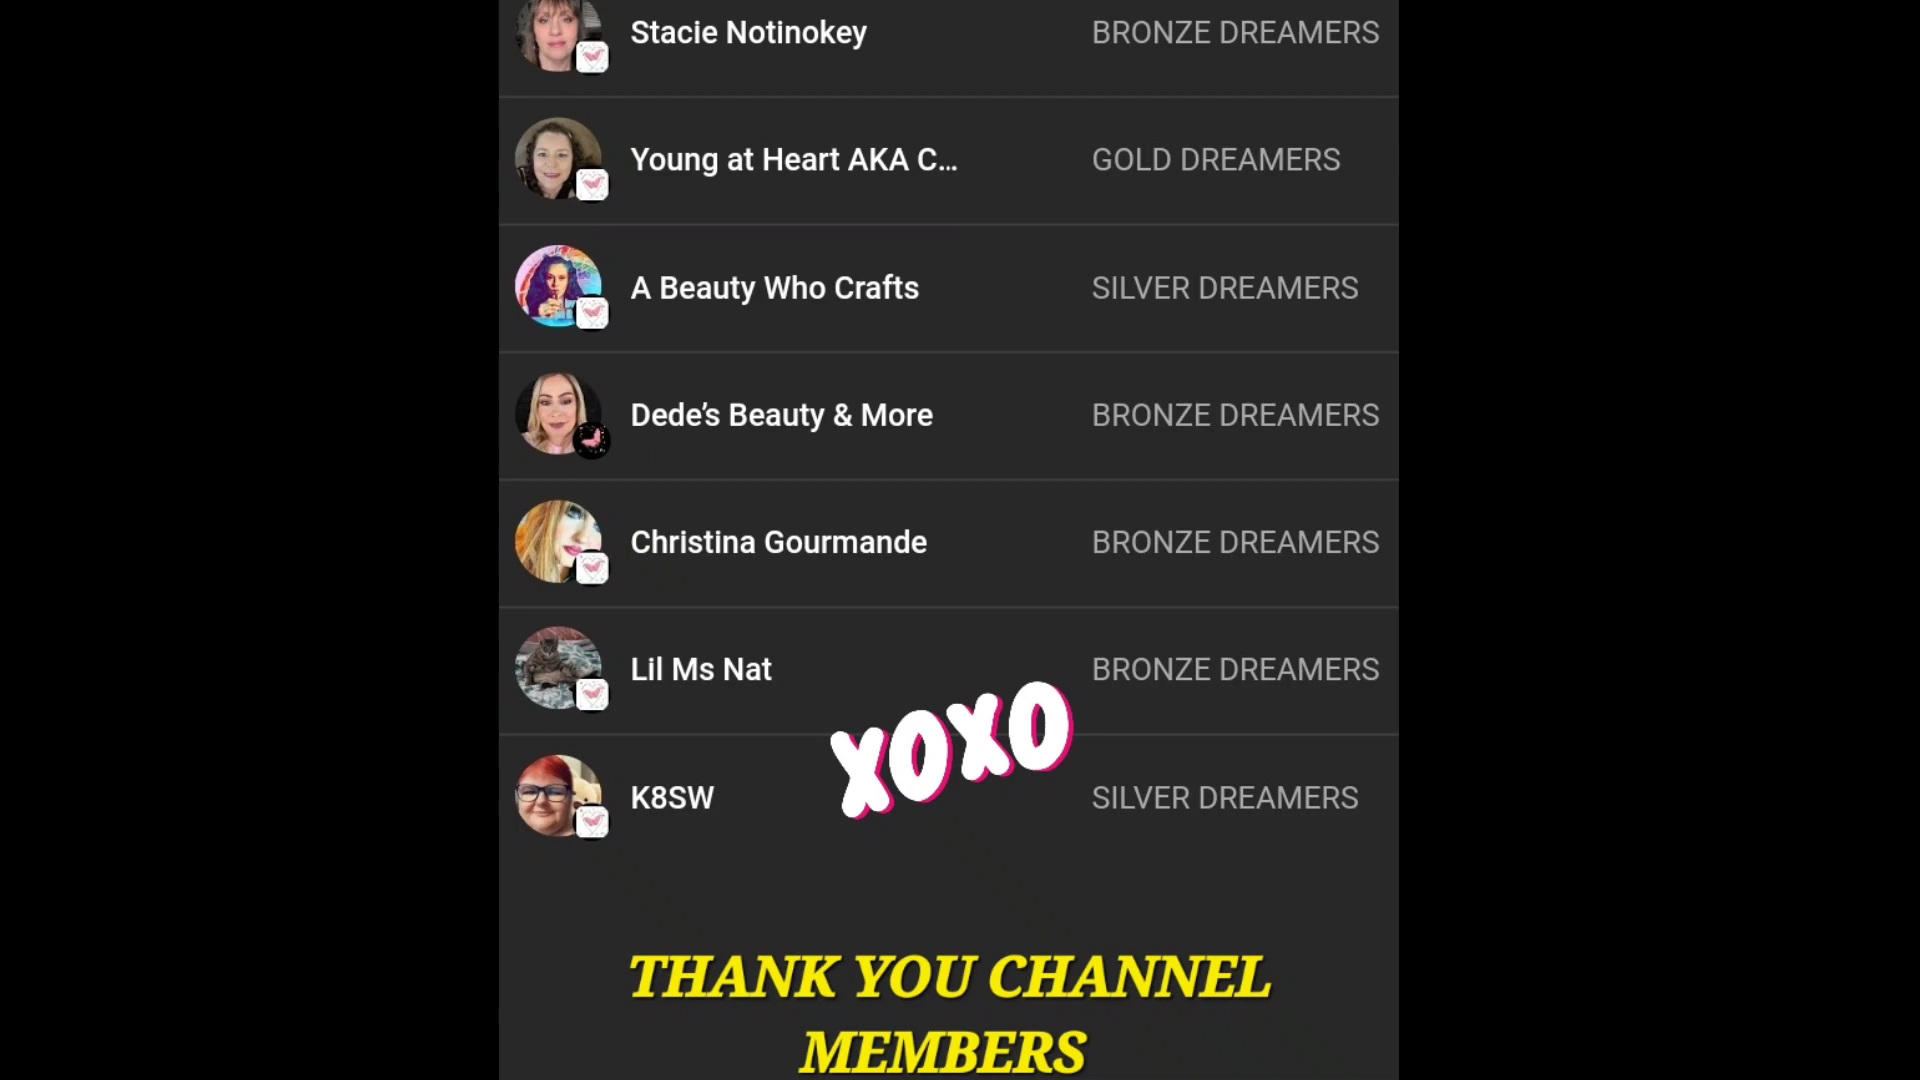 Stacie Notinokey BRONZE DREAMERS
Young at Heart AKA C... GOLD DREAMERS
A Beauty Who Crafts SILVER DREAMERS
Dede’s Beauty & More BRONZE DREAMERS
Christina Gourmande BRONZE DREAMERS
Lil Ms Nat BRONZE DREAMERS
XOXO
K8SW SILVER DREAMERS
THANK YOU CHANNEL
MEMBERS